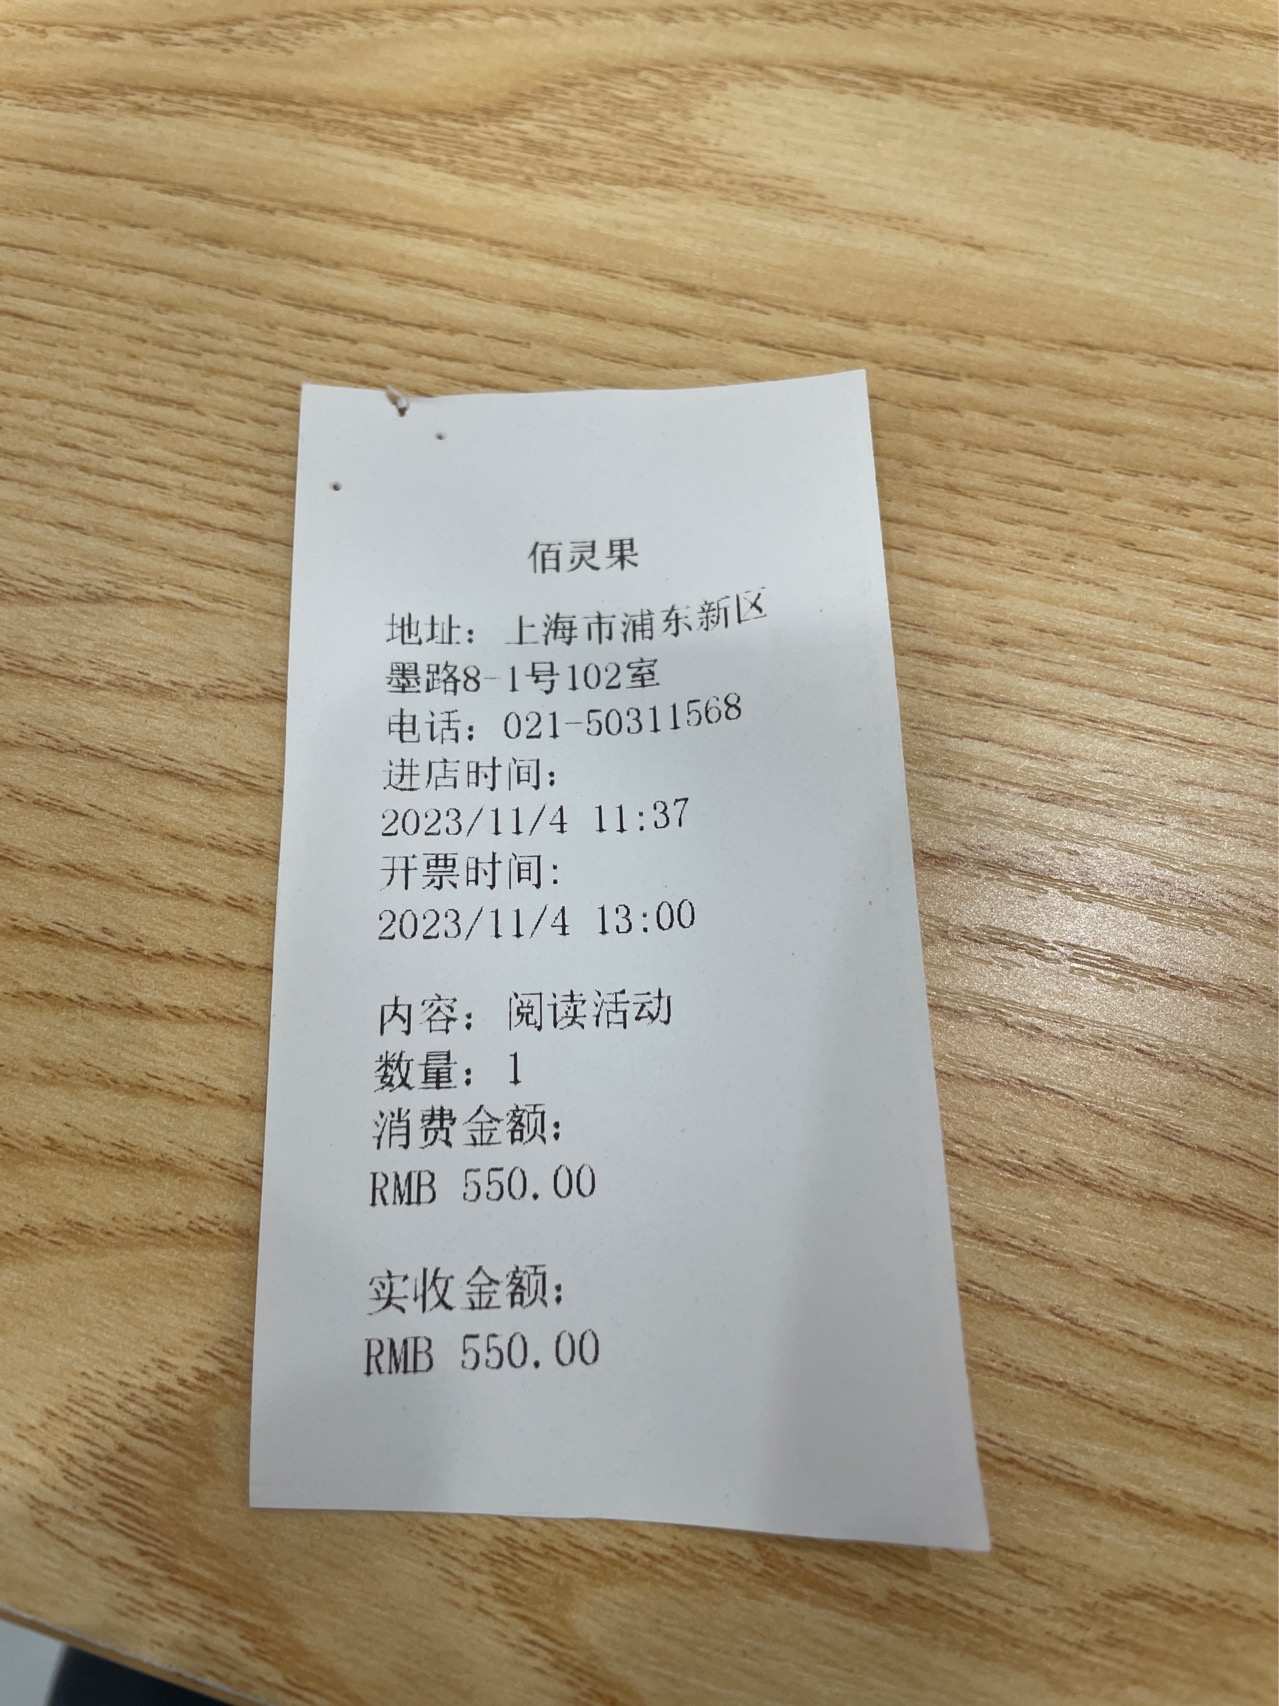 佰灵果
地址：上海市浦东新区
墨路8-1号102室
电话：021-50311568
进店时间：
2023/11/4 11:37
开票时间：
2023/11/4 13:00
内容：阅读活动
数量：1
消费金额：
RMB 550.00
实收金额：
RMB 550.00